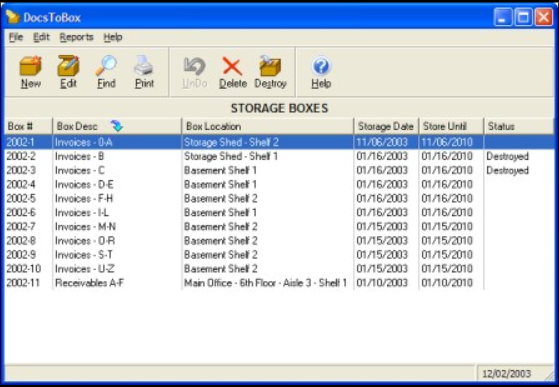 DocsToBox
File Edit Reports Help
New Edit Find Print UnDo Delete Destroy Help
STORAGE BOXES
Box # Box Desc Box Location Storage Date Store Until Status
2002-1 Invoices - 0-A Storage Shed - Shelf 2 11/06/2003 11/06/2010
2002-2 Invoices - B Storage Shed - Shelf 1 01/16/2003 01/16/2010 Destroyed
2002-3 Invoices - C Basement Shelf 1 01/16/2003 01/16/2010 Destroyed
2002-4 Invoices - D-E Basement Shelf 1 01/16/2003 01/16/2010
2002-5 Invoices - F-H Basement Shelf 2 01/16/2003 01/16/2010
2002-6 Invoices - I-L Basement Shelf 1 01/16/2003 01/16/2010
2002-7 Invoices - M-N Basement Shelf 2 01/15/2003 01/15/2010
2002-8 Invoices - O-R Basement Shelf 2 01/15/2003 01/15/2010
2002-9 Invoices - S-T Basement Shelf 2 01/15/2003 01/15/2010
2002-10 Invoices - U-Z Basement Shelf 2 01/15/2003 01/15/2010
2002-11 Receivables A-F Main Office - 6th Floor - Aisle 3 - Shelf 1 01/10/2003 01/10/2010
12/02/2003